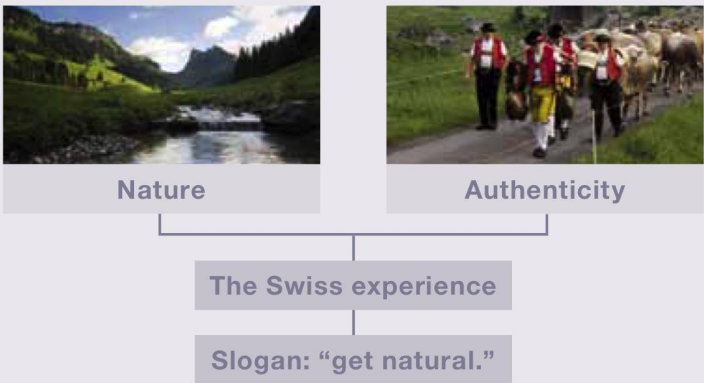 Nature
Authenticity
The Swiss experience
Slogan: “get natural.”